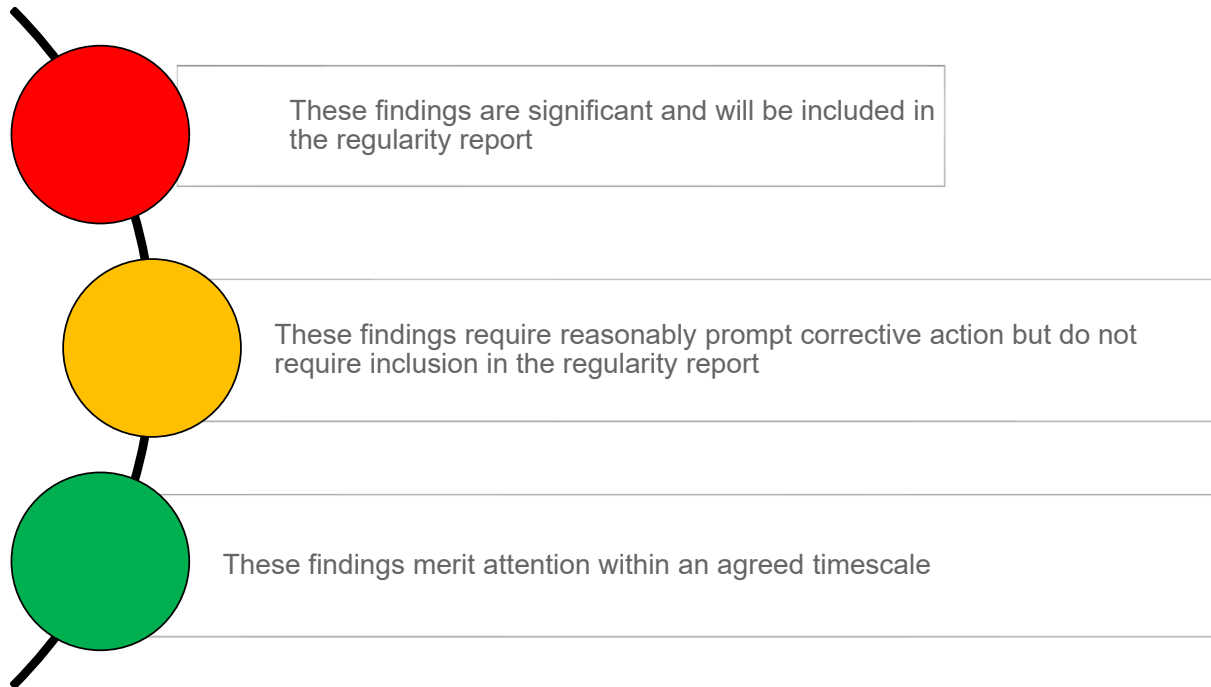 These findings are significant and will be included in
the regularity report
These findings require reasonably prompt corrective action but do not
require inclusion in the regularity report
These findings merit attention within an agreed timescale